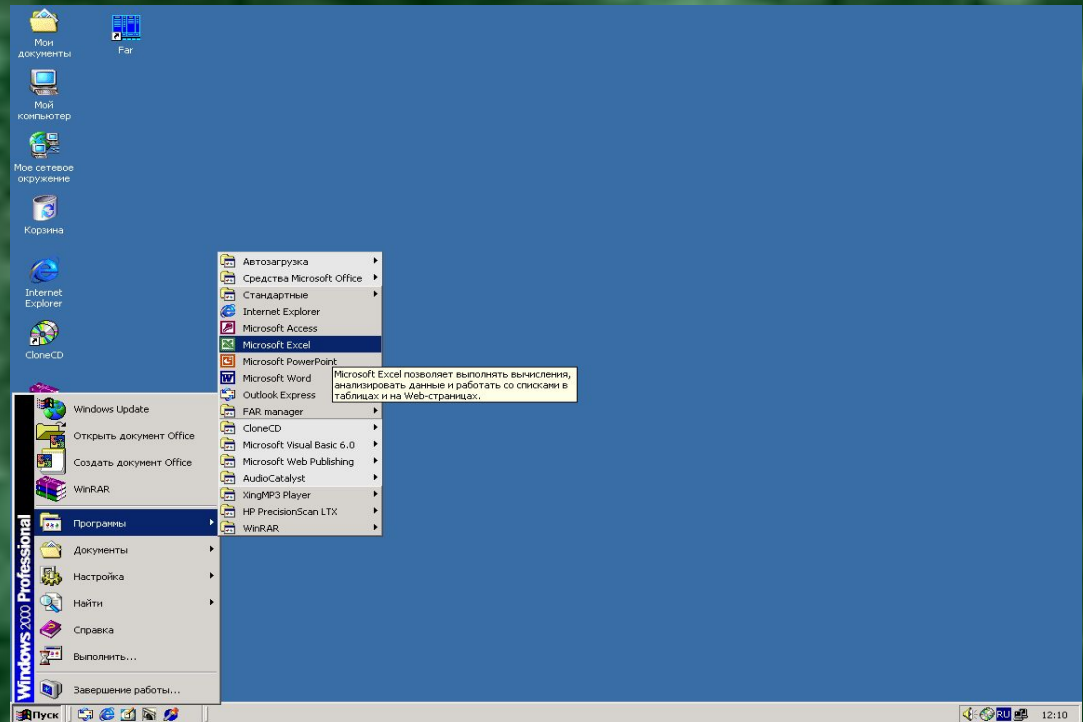 Мои
документы
Far
Мой
компьютер
Мое сетевое
окружение
Корзина
Internet
Explorer
CloneCD
Автозагрузка
Средства Microsoft Office
Стандартные
Internet Explorer
Microsoft Access
Microsoft Excel
Microsoft PowerPoint
Microsoft Word
Outlook Express
FAR manager
CloneCD
Microsoft Visual Basic 6.0
Microsoft Web Publishing
AudioCatalyst
XingMP3 Player
HP PrecisionScan LTX
WinRAR
Microsoft Excel позволяет выполнять вычисления,
анализировать данные и работать со списками в
таблицах и на Web-страницах.
Windows Update
Открыть документ Office
Создать документ Office
WinRAR
Программы
Документы
Настройка
Найти
Справка
Выполнить...
Завершение работы...
Windows 2000 Professional
Пуск
RU
12:10